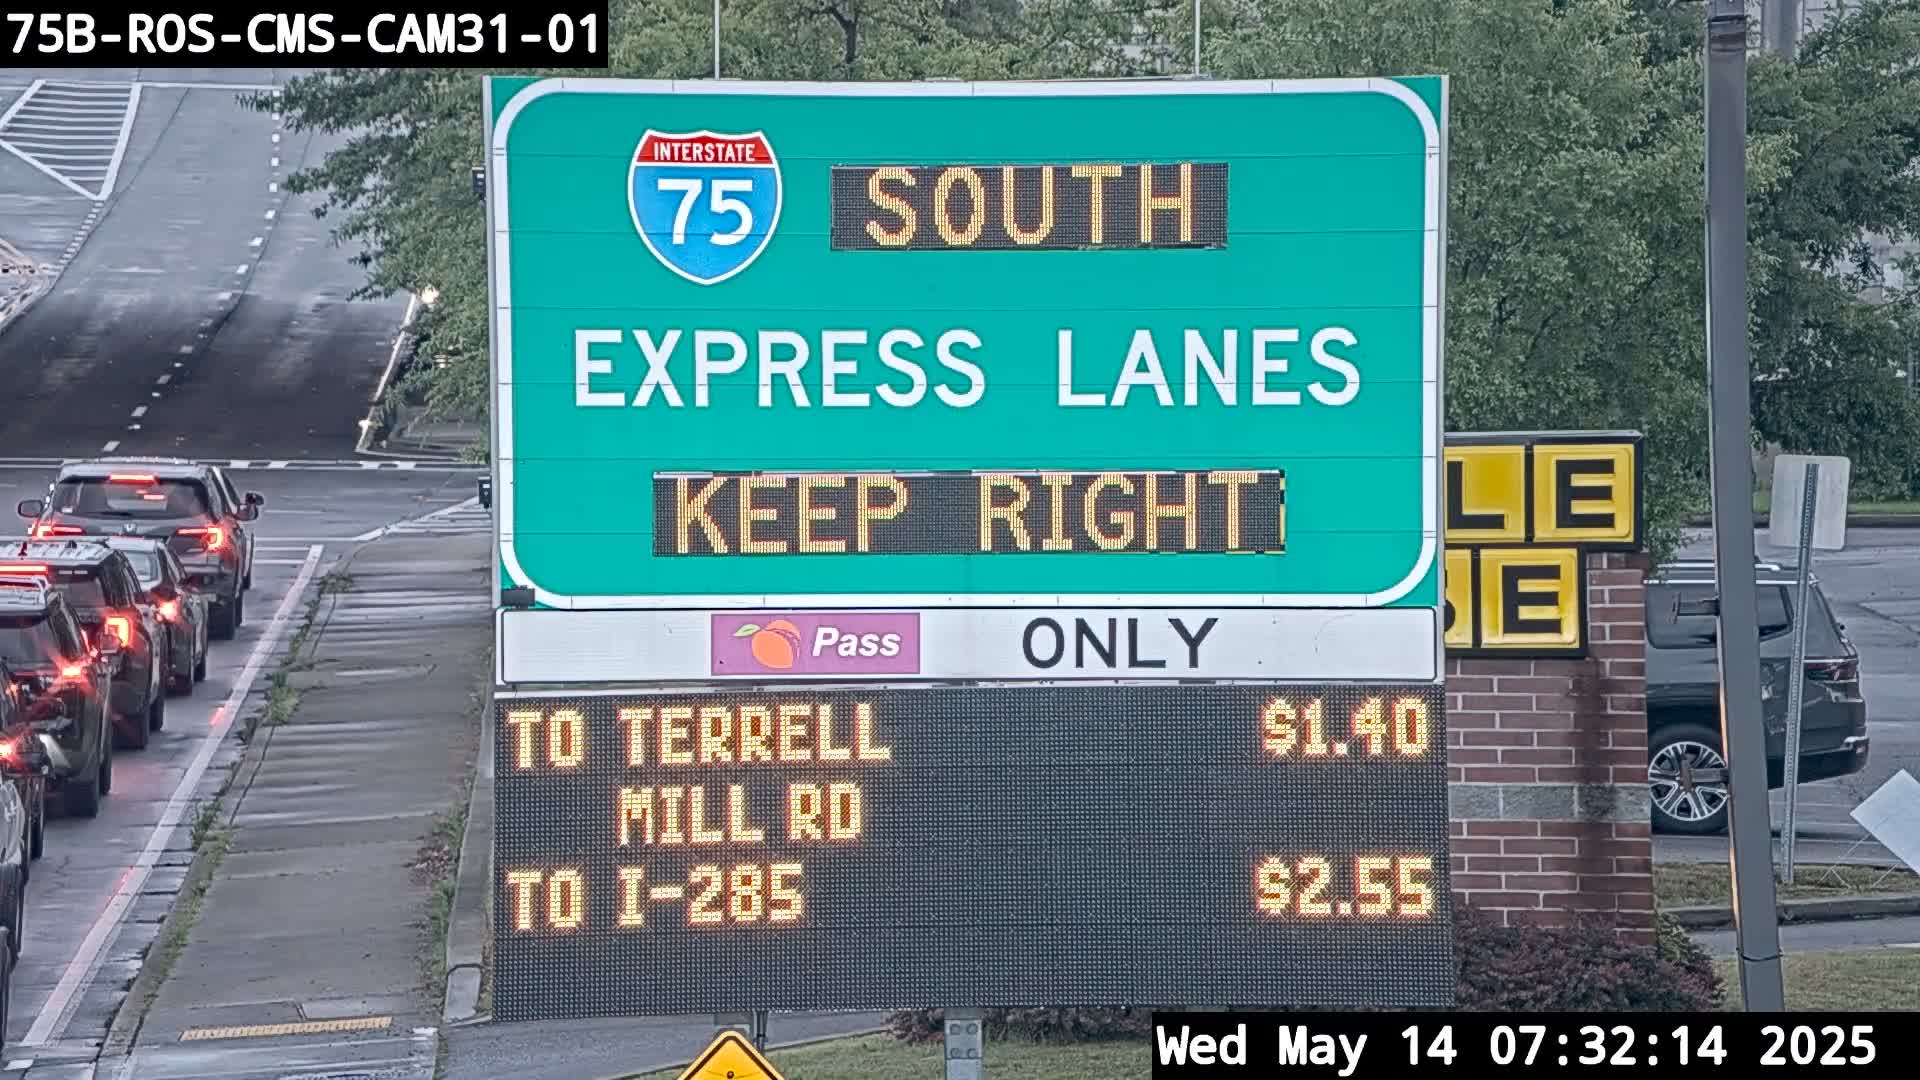 75B-ROS-CMS-CAM31-01
INTERSTATE
75
SOUTH
EXPRESS LANES
KEEP RIGHT
Pass ONLY
TO TERRELL $1.40
MILL RD
TO I-285 $2.55
LE
E
Wed May 14 07:32:14 2025